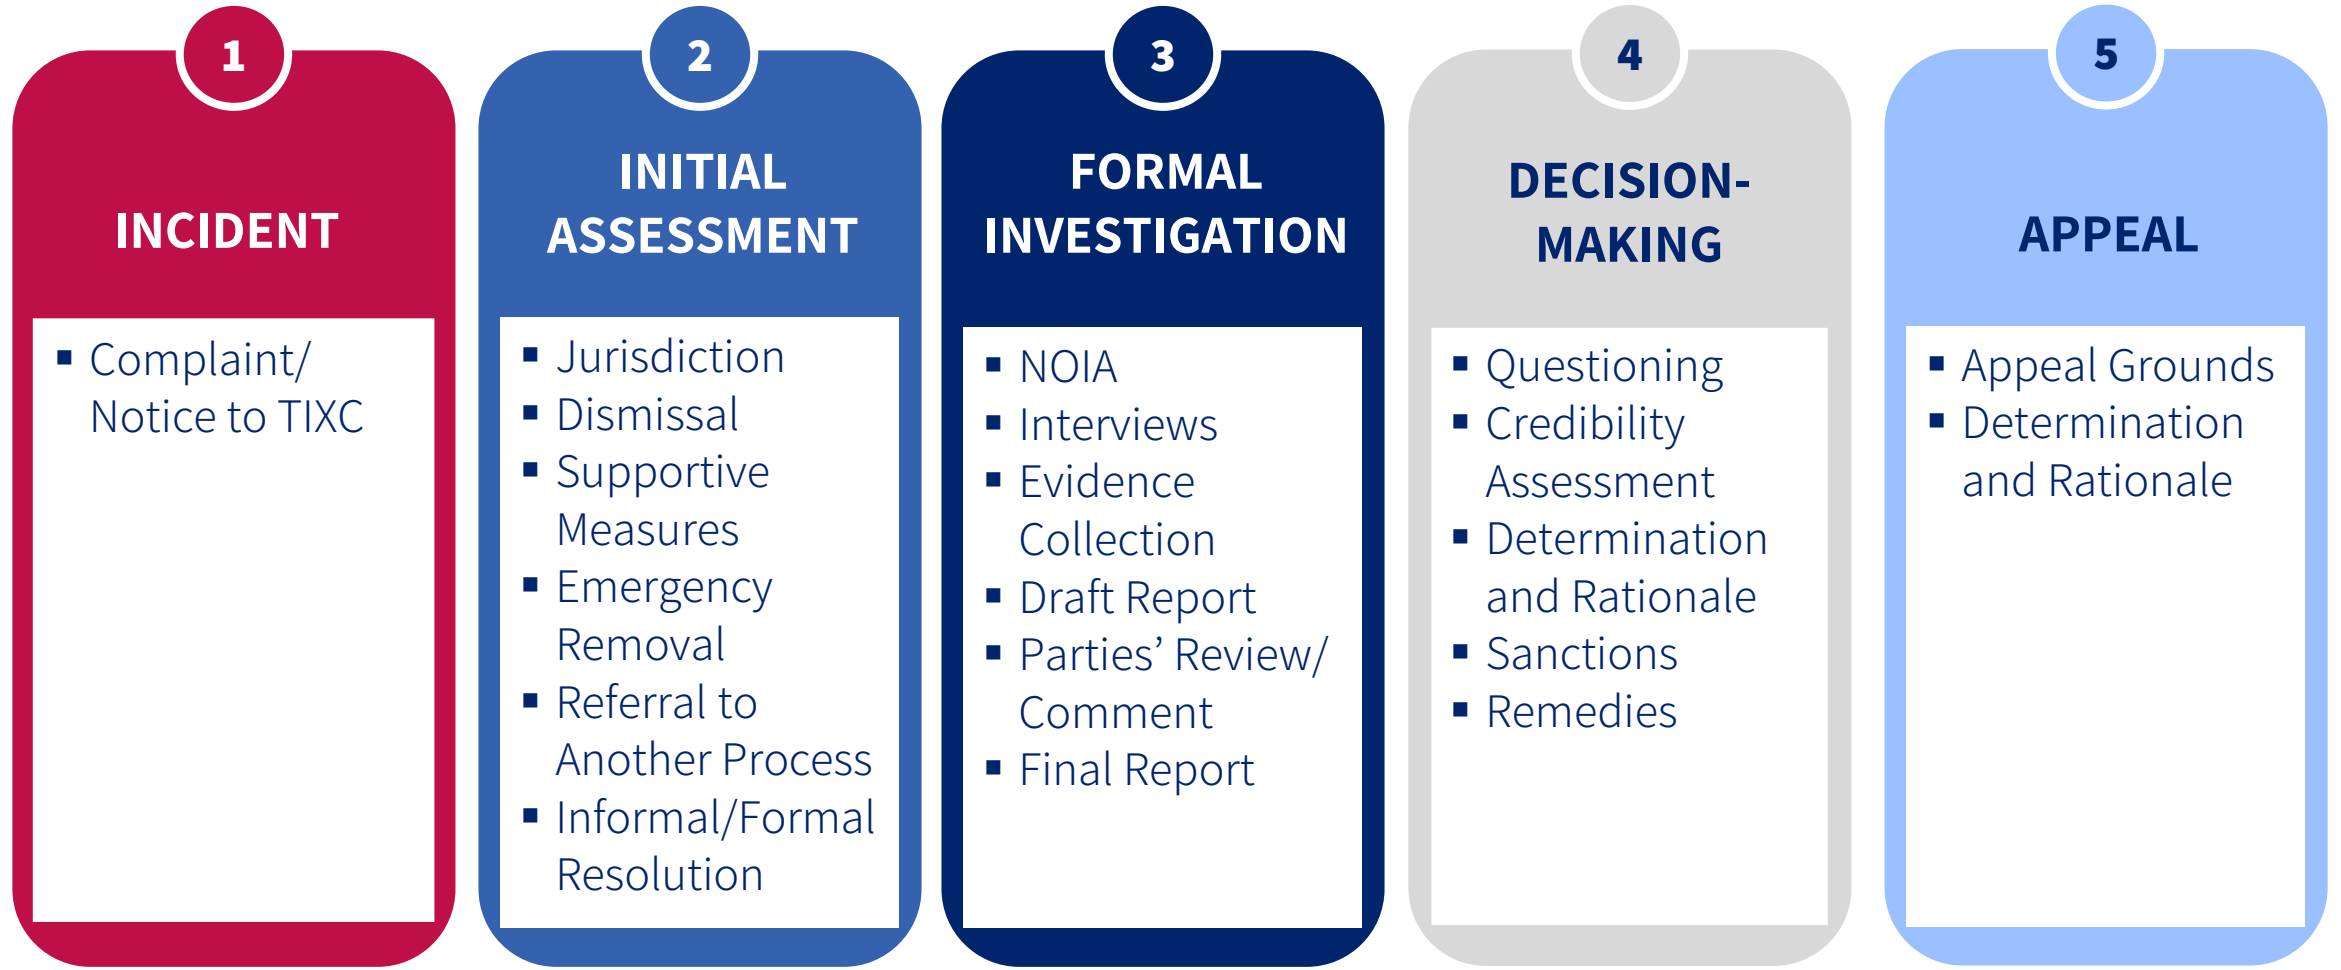 1
INCIDENT
▪ Complaint/
Notice to TIXC
2
INITIAL
ASSESSMENT
▪ Jurisdiction
▪ Dismissal
▪ Supportive
Measures
▪ Emergency
Removal
▪ Referral to
Another Process
▪ Informal/Formal
Resolution
3
FORMAL
INVESTIGATION
▪ NOIA
▪ Interviews
▪ Evidence
Collection
▪ Draft Report
▪ Parties’ Review/
Comment
▪ Final Report
4
DECISION-
MAKING
▪ Questioning
▪ Credibility
Assessment
▪ Determination
and Rationale
▪ Sanctions
▪ Remedies
5
APPEAL
▪ Appeal Grounds
▪ Determination
and Rationale